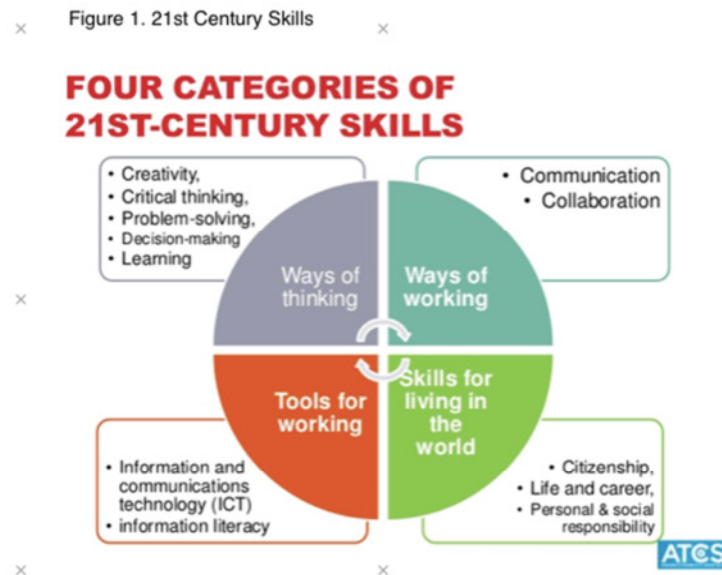 Figure 1. 21st Century Skills
FOUR CATEGORIES OF
21ST-CENTURY SKILLS
• Creativity,
• Critical thinking,
• Problem-solving,
• Decision-making
• Learning
• Communication
• Collaboration
Ways of
thinking
Ways of
working
Tools for
working
Skills for
living in
the
world
• Information and
communications
technology (ICT)
• information literacy
• Citizenship,
• Life and career,
• Personal & social
responsibility
ATCS